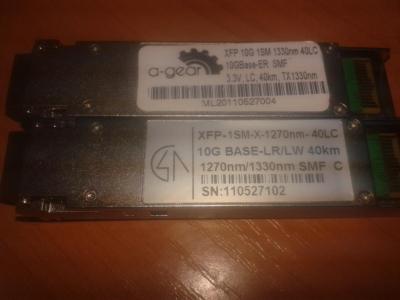 a-gear
XFP 10G 1SM 1330nm 40LC
10GBase-ER SMF
3.3V, LC, 40km, TX1330nm
ML20110527004
XFP-1SM-X-1270nm- 40LC
10G BASE-LR/LW 40km
1270nm/1330nm SMF C
SN:110527102